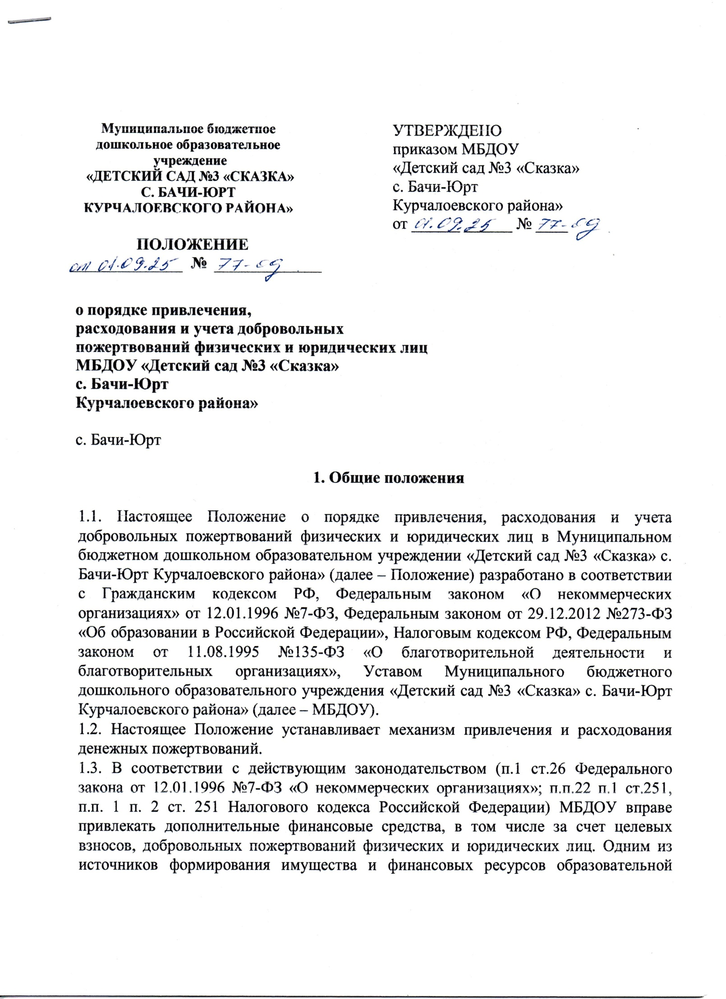 Муниципальное бюджетное
дошкольное образовательное
учреждение
«ДЕТСКИЙ САД №3 «СКАЗКА»
С. БАЧИ-ЮРТ
КУРЧАЛОЕВСКОГО РАЙОНА»
ПОЛОЖЕНИЕ
от 01.09.25 № 77-од
УТВЕРЖДЕНО
приказом МБДОУ
«Детский сад №3 «Сказка»
с. Бачи-Юрт
Курчалоевского района»
от 01.09.25 № 77-од
о порядке привлечения,
расходования и учета добровольных
пожертвований физических и юридических лиц
МБДОУ «Детский сад №3 «Сказка»
с. Бачи-Юрт
Курчалоевского района»
с. Бачи-Юрт
1. Общие положения
1.1. Настоящее Положение о порядке привлечения, расходования и учета
добровольных пожертвований физических и юридических лиц в Муниципальном
бюджетном дошкольном образовательном учреждении «Детский сад №3 «Сказка» с.
Бачи-Юрт Курчалоевского района» (далее – Положение) разработано в соответствии
с Гражданским кодексом РФ, Федеральным законом «О некоммерческих
организациях» от 12.01.1996 №7-ФЗ, Федеральным законом от 29.12.2012 №273-ФЗ
«Об образовании в Российской Федерации», Налоговым кодексом РФ, Федеральным
законом от 11.08.1995 №135-ФЗ «О благотворительной деятельности и
благотворительных организациях», Уставом Муниципального бюджетного
дошкольного образовательного учреждения «Детский сад №3 «Сказка» с. Бачи-Юрт
Курчалоевского района» (далее – МБДОУ).
1.2. Настоящее Положение устанавливает механизм привлечения и расходования
денежных пожертвований.
1.3. В соответствии с действующим законодательством (п.1 ст.26 Федерального
закона от 12.01.1996 №7-ФЗ «О некоммерческих организациях»; п.п.22 п.1 ст.251,
п.п. 1 п. 2 ст. 251 Налогового кодекса Российской Федерации) МБДОУ вправе
привлекать дополнительные финансовые средства, в том числе за счет целевых
взносов, добровольных пожертвований физических и юридических лиц. Одним из
источников формирования имущества и финансовых ресурсов образовательной